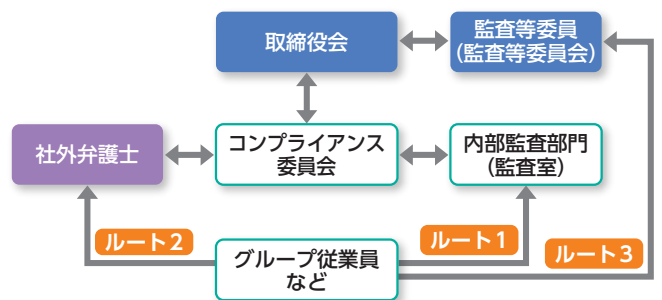 取締役会
監査等委員
(監査等委員会)
社外弁護士
コンプライアンス
委員会
内部監査部門
(監査室)
ルート2
ルート1
ルート3
グループ従業員
など